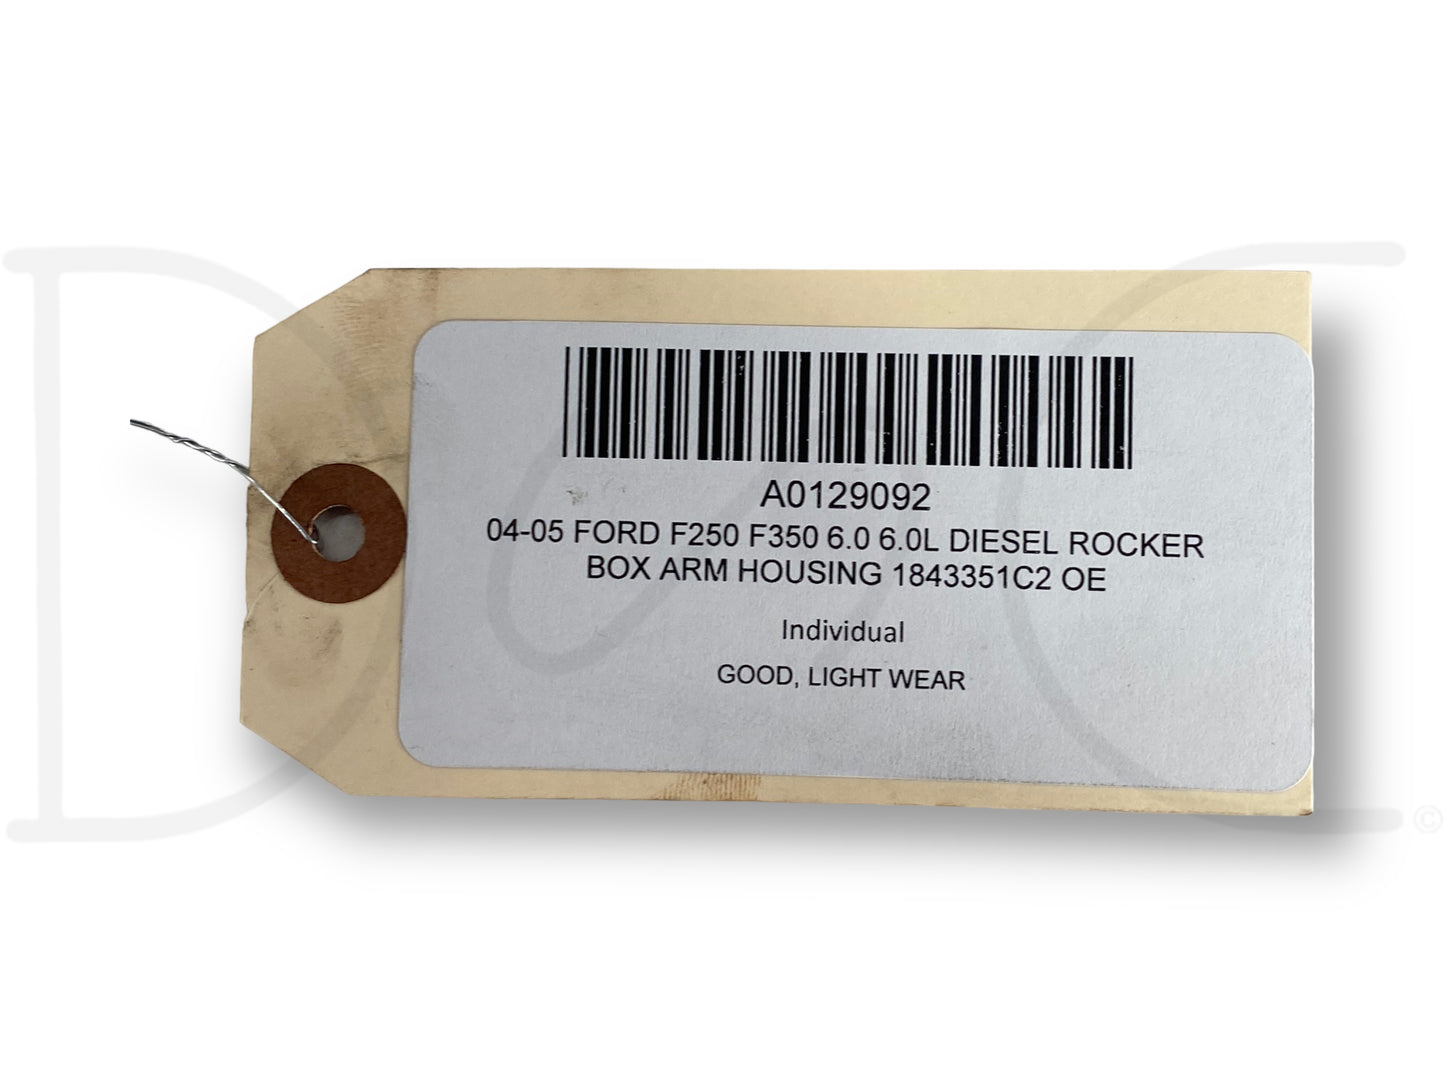 A0129092
04-05 FORD F250 F350 6.0 6.0L DIESEL ROCKER
BOX ARM HOUSING 1843351C2 OE
Individual
GOOD, LIGHT WEAR
©